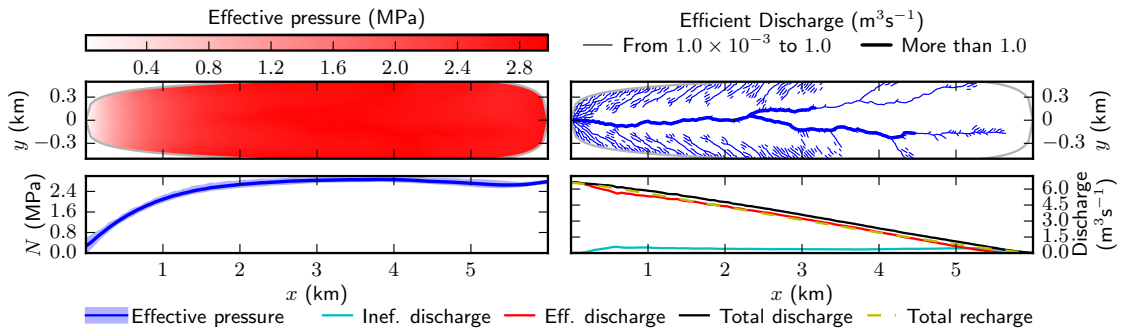 Effective pressure (MPa)
0.4 0.8 1.2 1.6 2.0 2.4 2.8
Efficient Discharge (m³s⁻¹)
From 1.0 × 10⁻³ to 1.0 More than 1.0
y (km)
0.3
0
−0.3
0.3
0
−0.3
y (km)
N (MPa)
2.4
1.6
0.8
0.0
1 2 3 4 5
x (km)
6.0
4.5
3.0
1.5
0.0
Discharge
(m³s⁻¹)
1 2 3 4 5
x (km)
Effective pressure Inef. discharge Eff. discharge Total discharge Total recharge